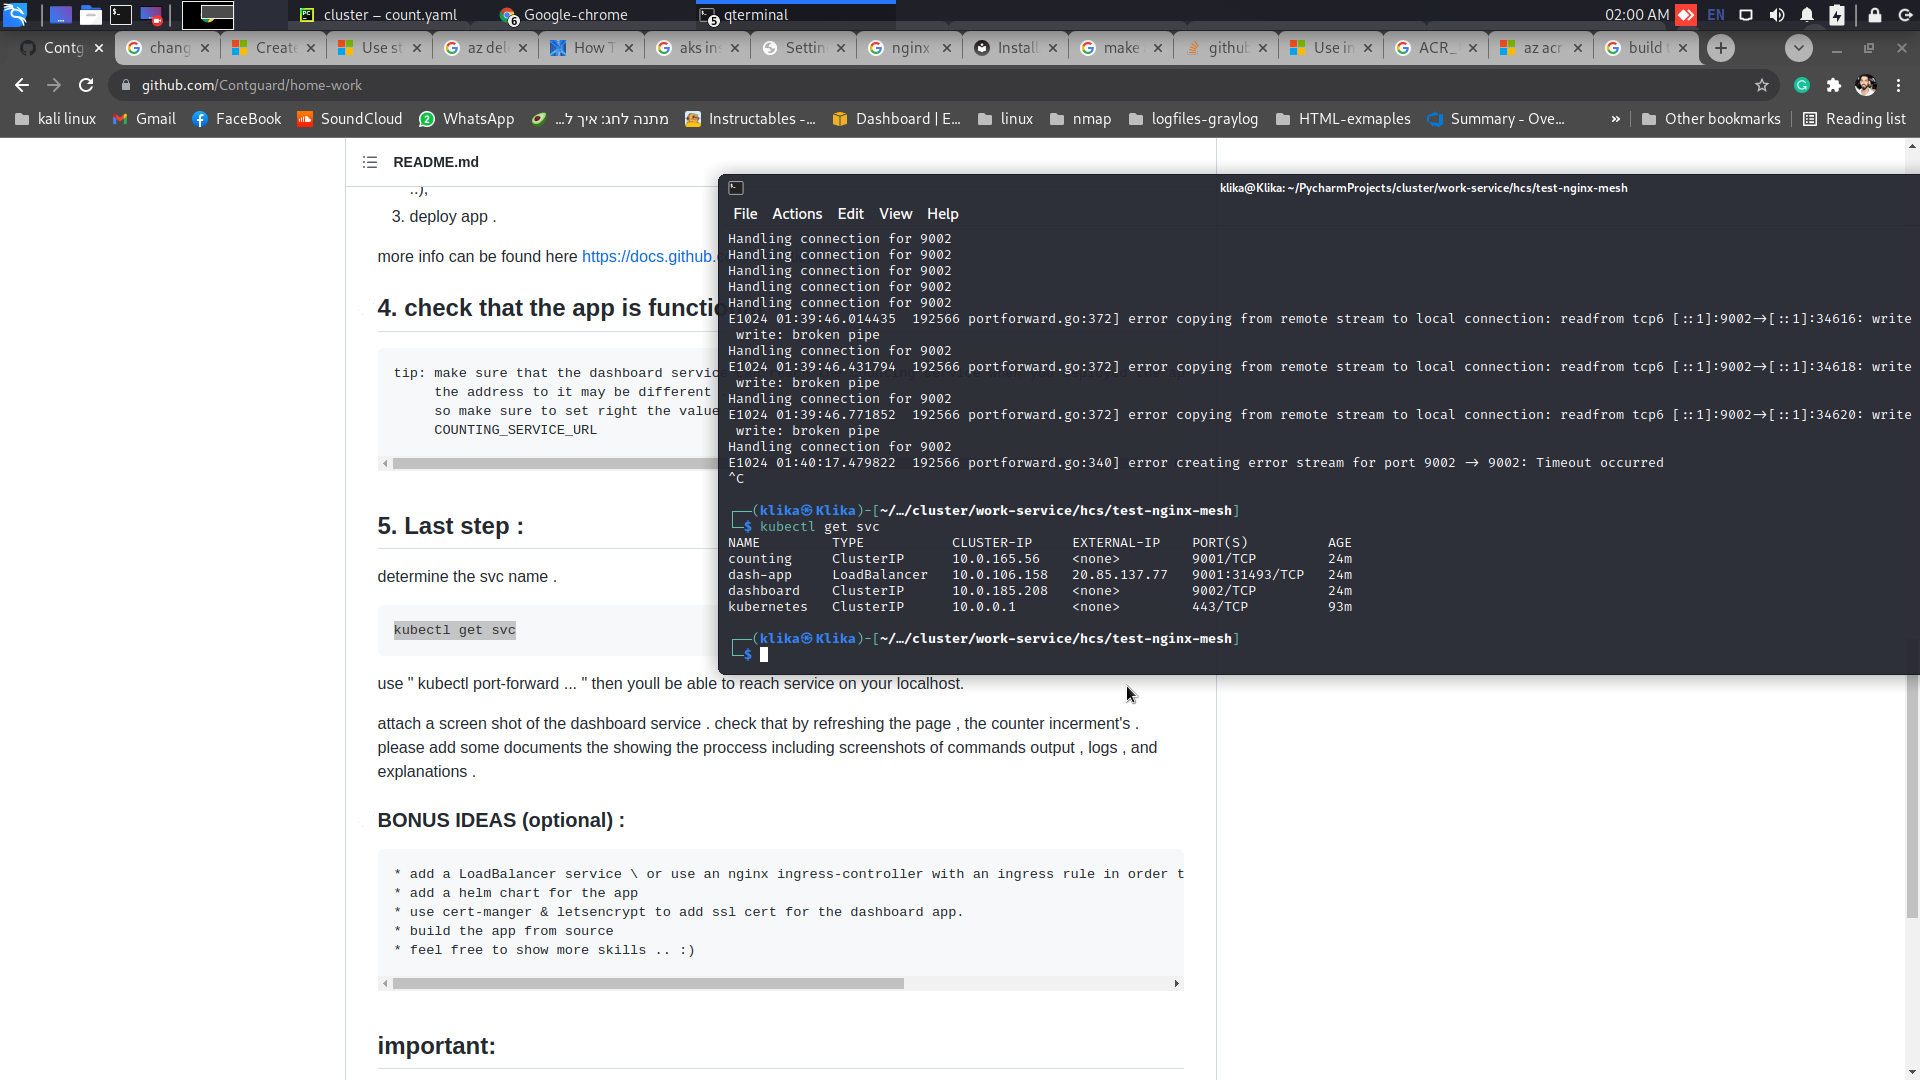 cluster – count.yaml
6 Google-chrome
5 qterminal
02:00 AM
EN
Contg
chang
Create
Use st
az del
How T
aks in
Settin
nginx
Install
make
github
Use in
ACR_
az acr
build
github.com/Contguard/home-work
kali linux
Gmail
FaceBook
SoundCloud
WhatsApp
מתנה לחג: איך ל...
Instructables -...
Dashboard | E...
linux
nmap
logfiles-graylog
HTML-exmaples
Summary - Ove...
»
Other bookmarks
Reading list
README.md
..),
3. deploy app .
more info can be found here https://docs.github.
4. check that the app is functio
tip: make sure that the dashboard service
the address to it may be different
so make sure to set right the value
COUNTING_SERVICE_URL
5. Last step :
determine the svc name .
kubectl get svc
use " kubectl port-forward ... " then youll be able to reach service on your localhost.
attach a screen shot of the dashboard service . check that by refreshing the page , the counter incerment's .
please add some documents the showing the proccess including screenshots of commands output , logs , and
explanations .
BONUS IDEAS (optional) :
* add a LoadBalancer service \ or use an nginx ingress-controller with an ingress rule in order t
* add a helm chart for the app
* use cert-manger & letsencrypt to add ssl cert for the dashboard app.
* build the app from source
* feel free to show more skills .. :)
important:
klika@Klika: ~/PycharmProjects/cluster/work-service/hcs/test-nginx-mesh
File Actions Edit View Help
Handling connection for 9002
Handling connection for 9002
Handling connection for 9002
Handling connection for 9002
Handling connection for 9002
E1024 01:39:46.014435  192566 portforward.go:372] error copying from remote stream to local connection: readfrom tcp6 [::1]:9002→[::1]:34616: write
write: broken pipe
Handling connection for 9002
E1024 01:39:46.431794  192566 portforward.go:372] error copying from remote stream to local connection: readfrom tcp6 [::1]:9002→[::1]:34618: write
write: broken pipe
Handling connection for 9002
E1024 01:39:46.771852  192566 portforward.go:372] error copying from remote stream to local connection: readfrom tcp6 [::1]:9002→[::1]:34620: write
write: broken pipe
Handling connection for 9002
E1024 01:40:17.479822  192566 portforward.go:340] error creating error stream for port 9002 → 9002: Timeout occurred
^C
┌──(klika㉿Klika)-[~/…/cluster/work-service/hcs/test-nginx-mesh]
└─$ kubectl get svc
NAME         TYPE           CLUSTER-IP     EXTERNAL-IP    PORT(S)          AGE
counting     ClusterIP      10.0.165.56    <none>         9001/TCP         24m
dash-app     LoadBalancer   10.0.106.158   20.85.137.77   9001:31493/TCP   24m
dashboard    ClusterIP      10.0.185.208   <none>         9002/TCP         24m
kubernetes   ClusterIP      10.0.0.1       <none>         443/TCP          93m
┌──(klika㉿Klika)-[~/…/cluster/work-service/hcs/test-nginx-mesh]
└─$